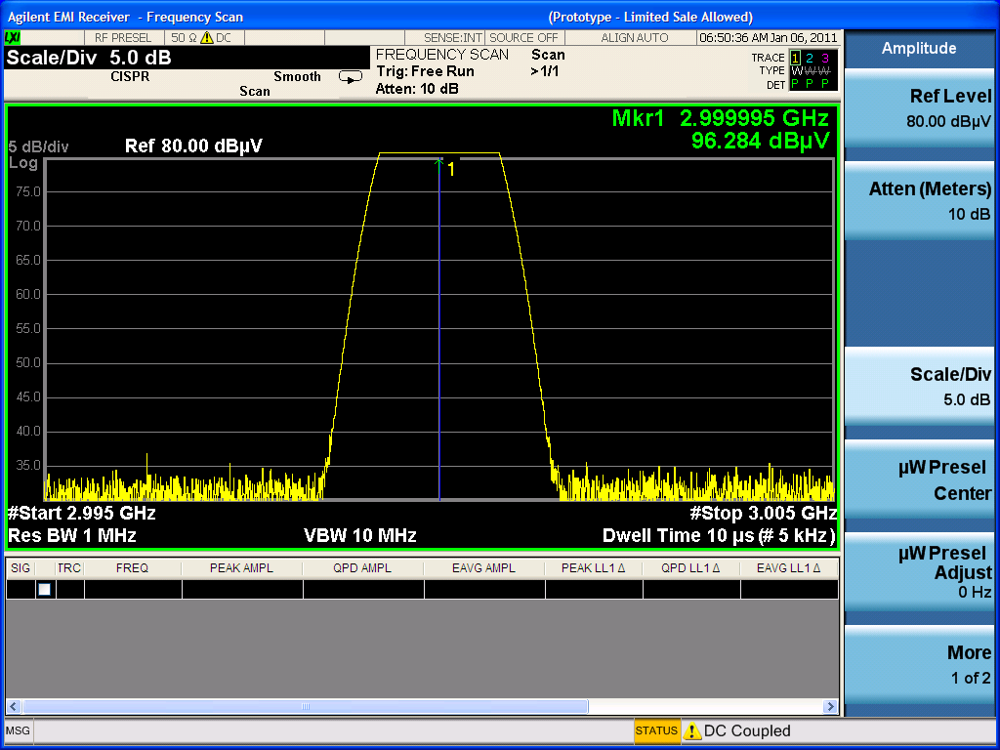 Agilent EMI Receiver - Frequency Scan (Prototype - Limited Sale Allowed)
LXI RF PRESEL 50 Ω DC SENSE:INT SOURCE OFF ALIGN AUTO 06:50:36 AM Jan 06, 2011
Scale/Div 5.0 dB
CISPR
Smooth
Scan
FREQUENCY SCAN Scan
Trig: Free Run >1/1
Atten: 10 dB
TRACE 1 2 3
TYPE W W W
DET P P P
Mkr1 2.999995 GHz
96.284 dBµV
5 dB/div Ref 80.00 dBµV
Log
1
75.0
70.0
65.0
60.0
55.0
50.0
45.0
40.0
35.0
#Start 2.995 GHz #Stop 3.005 GHz
Res BW 1 MHz VBW 10 MHz Dwell Time 10 µs (# 5 kHz)
SIG TRC FREQ PEAK AMPL QPD AMPL EAVG AMPL PEAK LL1 Δ QPD LL1 Δ EAVG LL1 Δ
MSG STATUS DC Coupled
Amplitude
Ref Level
80.00 dBµV
Atten (Meters)
10 dB
Scale/Div
5.0 dB
µW Presel
Center
µW Presel
Adjust
0 Hz
More
1 of 2